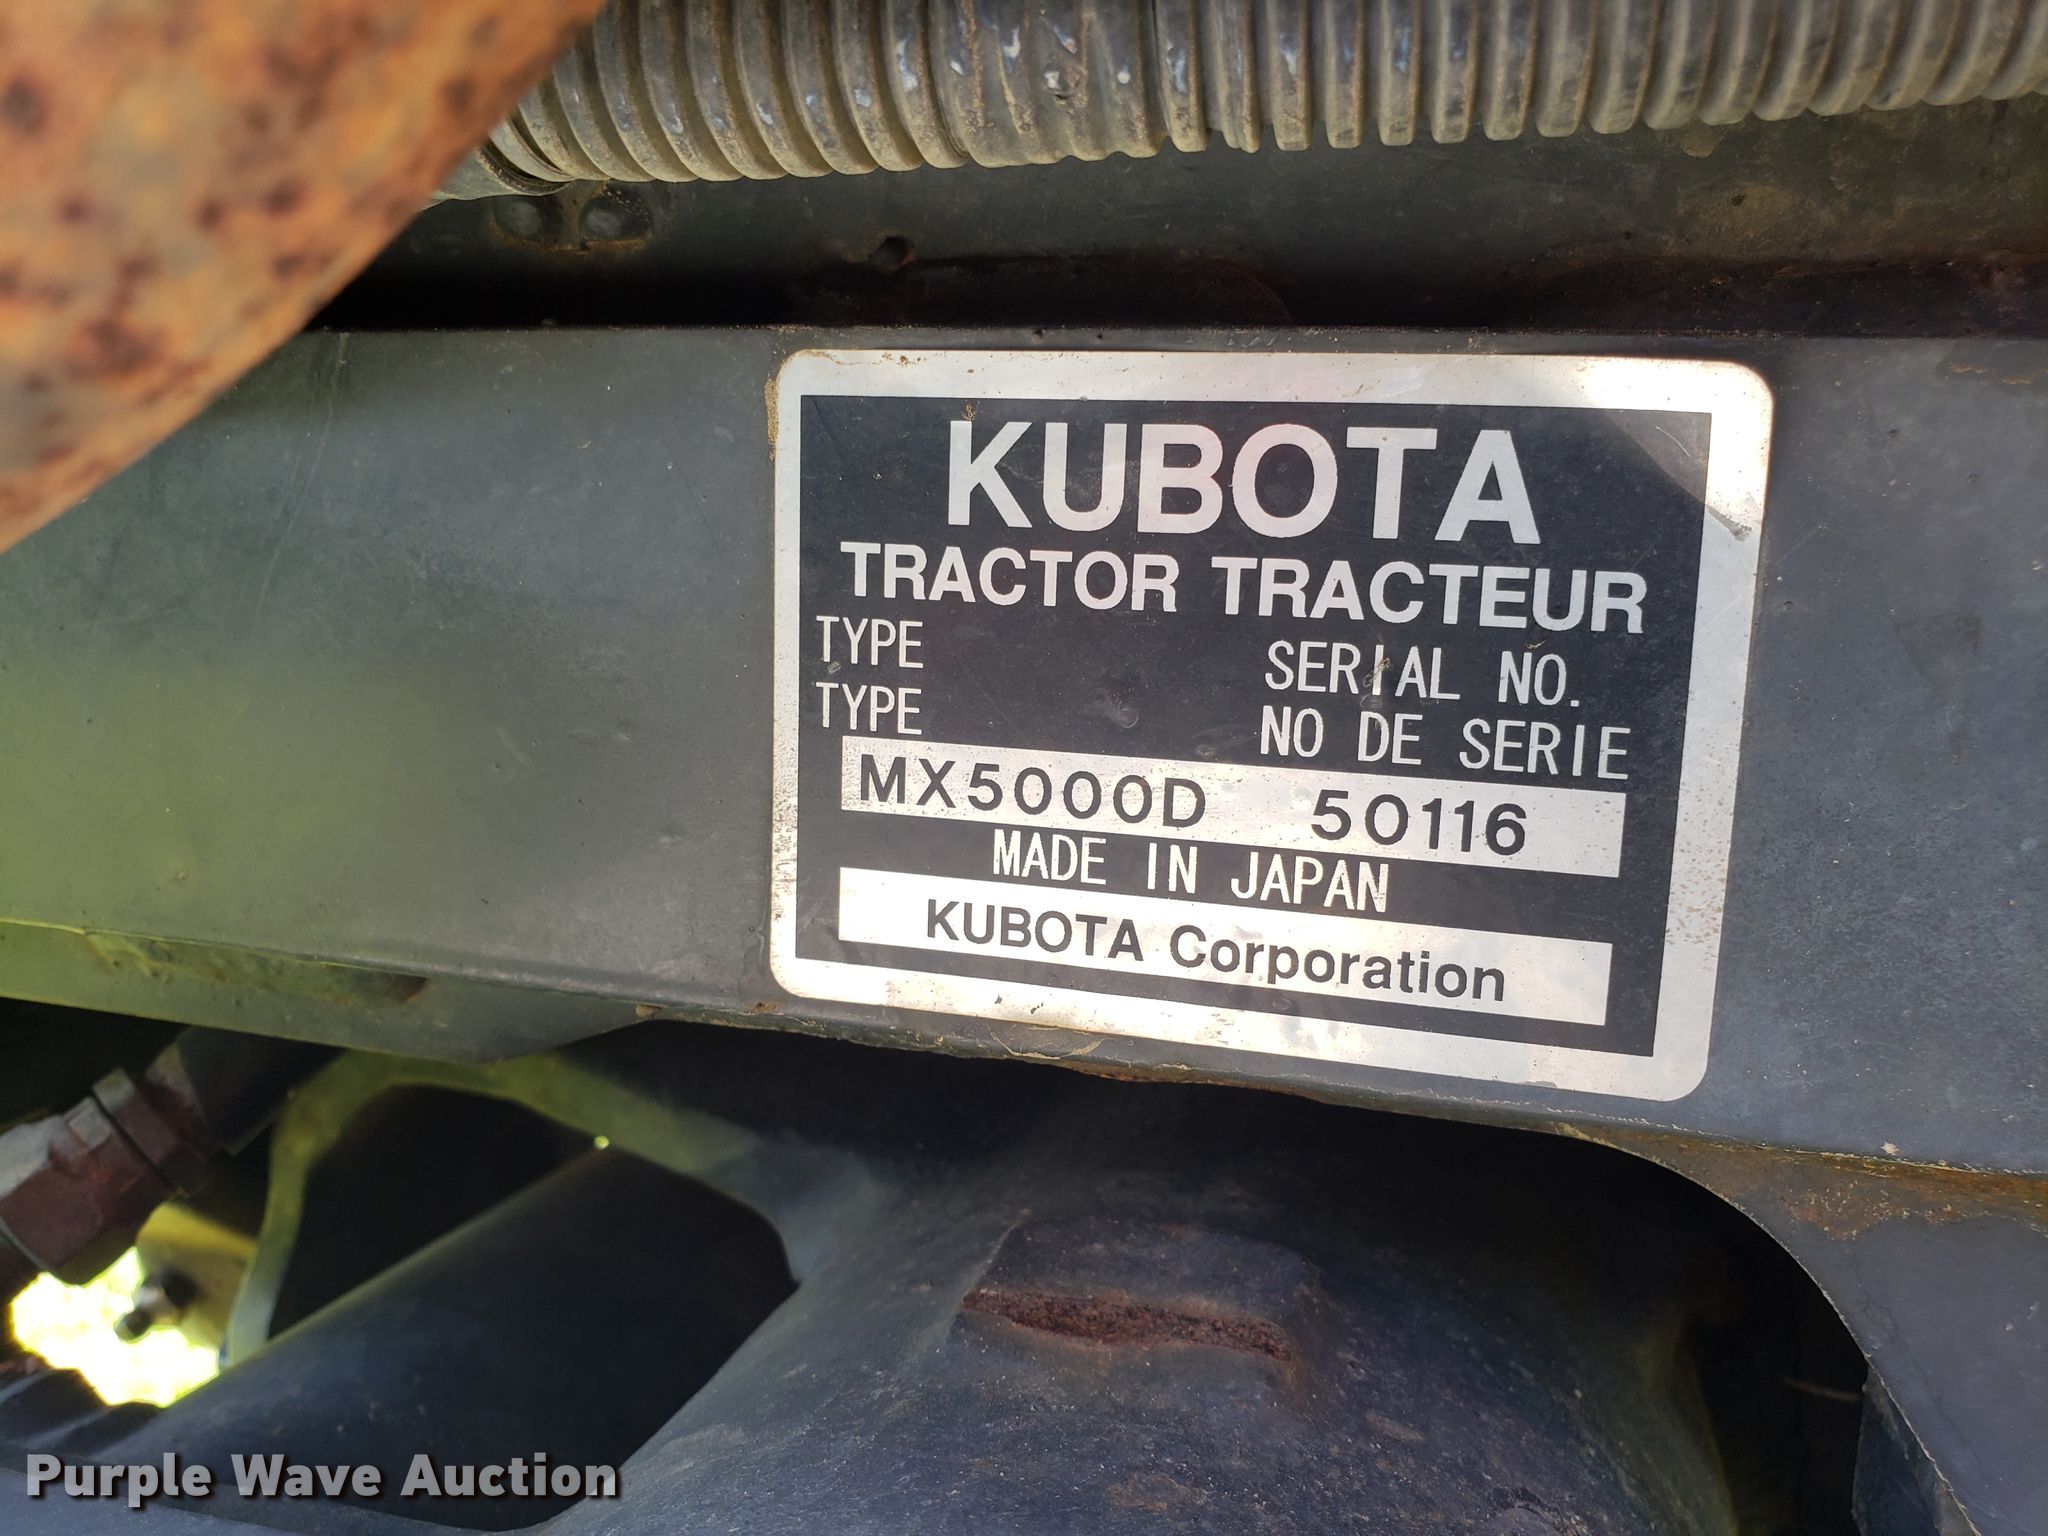 KUBOTA
TRACTOR TRACTEUR
TYPE SERIAL NO.
TYPE NO DE SERIE
MX5000D 50116
MADE IN JAPAN
KUBOTA Corporation
Purple Wave Auction